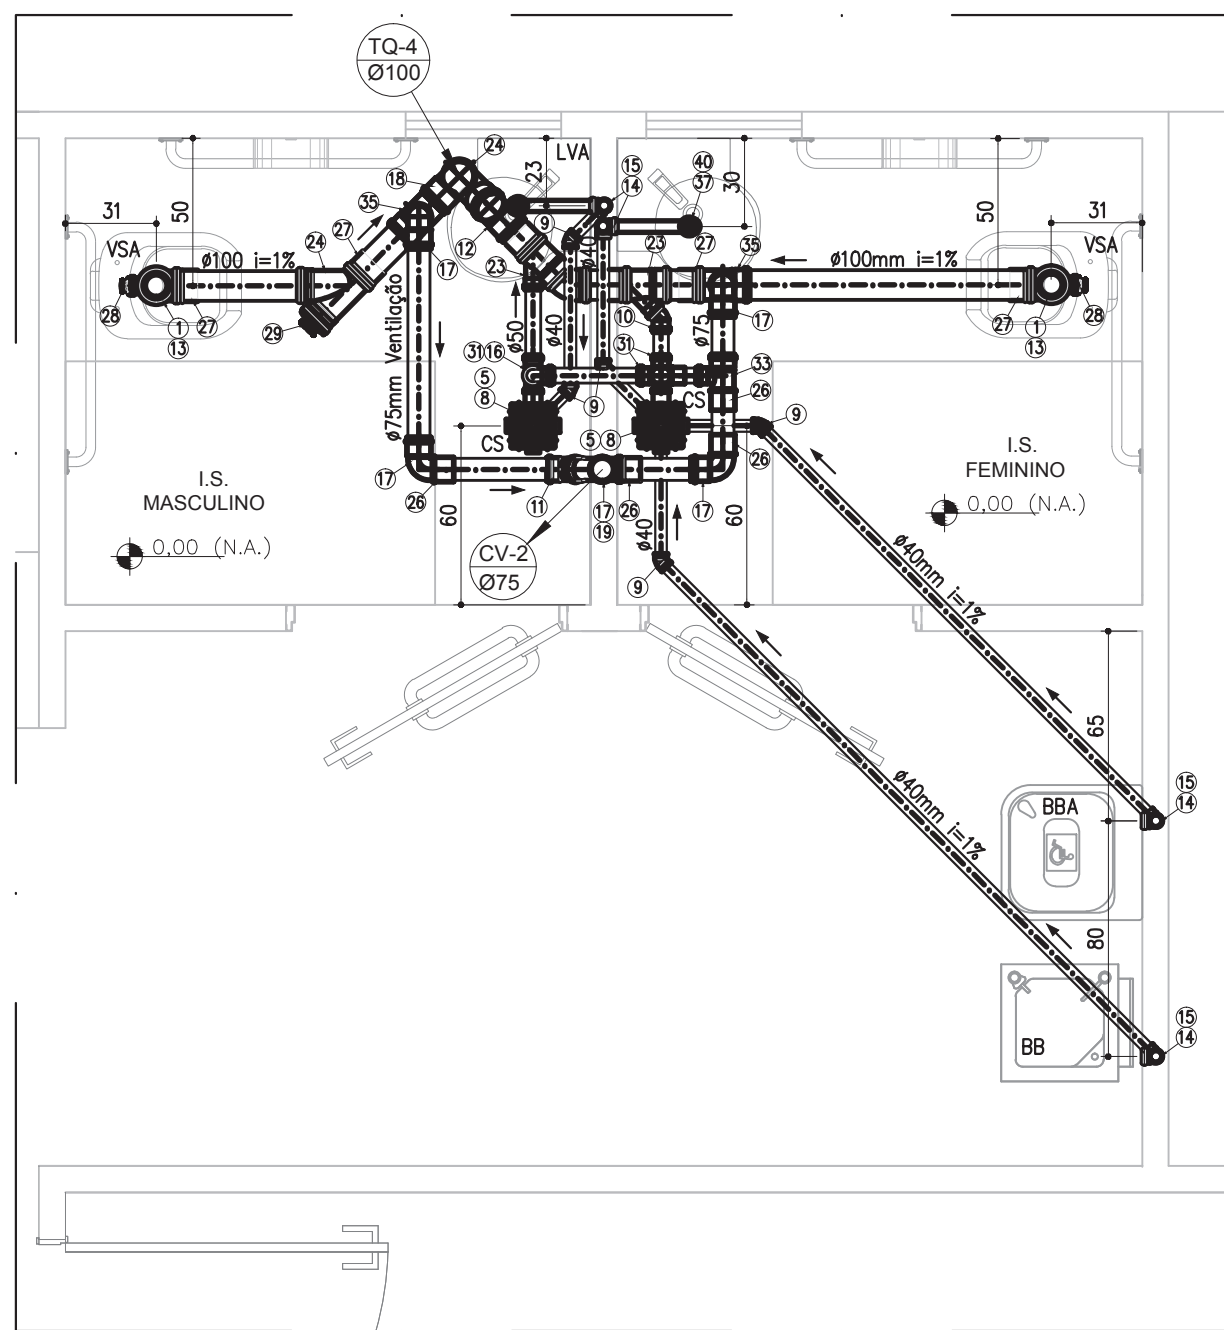 TQ-4
Ø100
24
LVA
23
15
14
40
37
30
18
35
31
50
50
31
VSA
VSA
27
24
12
9
ø40
23
27
35
ø100 i=1%
ø100mm i=1%
17
23
28
1
13
27
29
ø75mm Ventilação
ø50
ø40
10
ø75
17
27
1
13
28
31
16
31
33
5
8
9
CS
26
CS
5
8
9
I.S.
MASCULINO
0,00 (N.A.)
17
26
60
11
17
19
26
17
26
60
I.S.
FEMININO
0,00 (N.A.)
CV-2
Ø75
ø40
9
ø40mm i=1%
65
ø40mm i=1%
15
14
BBA
80
15
14
BB